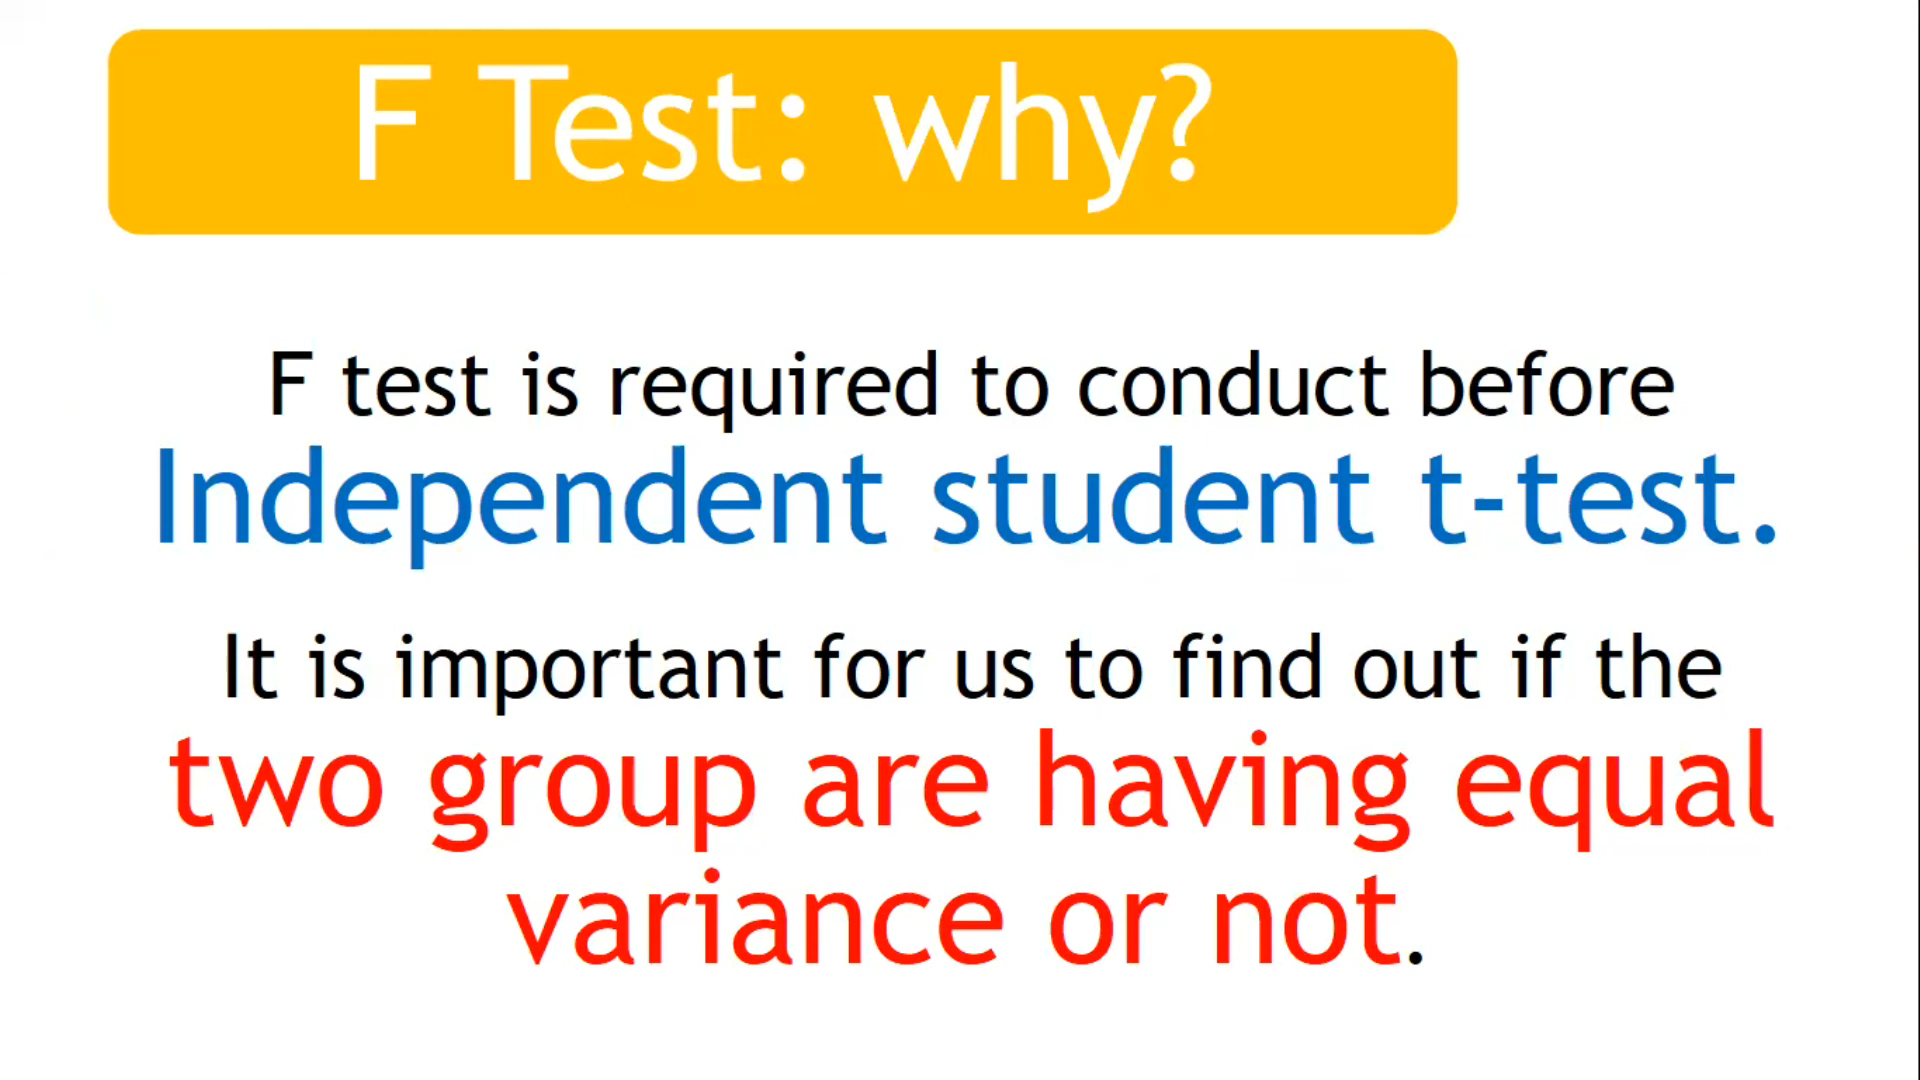 F Test: why?
F test is required to conduct before
Independent student t-test.
It is important for us to find out if the
two group are having equal
variance or not.